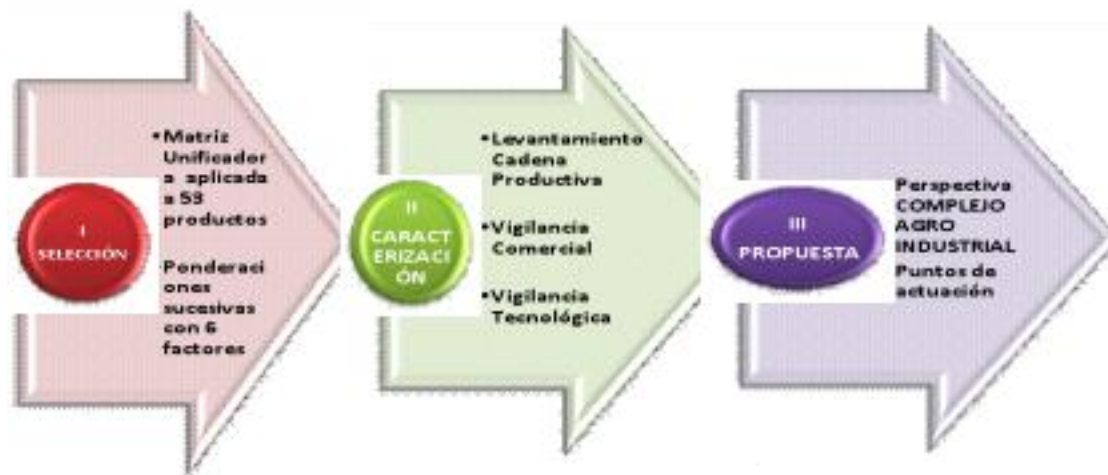 I
SELECCIÓN
•Matriz
Unificador
a aplicada
a 53
productos
Ponderaci
ones
sucesivas
con 6
factores
II
CARACT
ERIZACI
ÓN
•Levantamiento
Cadena
Productiva
•Vigilancia
Comercial
•Vigilancia
Tecnológica
III
PROPUESTA
Perspectiva
COMPLEJO
AGRO
INDUSTRIAL
Puntos de
actuación